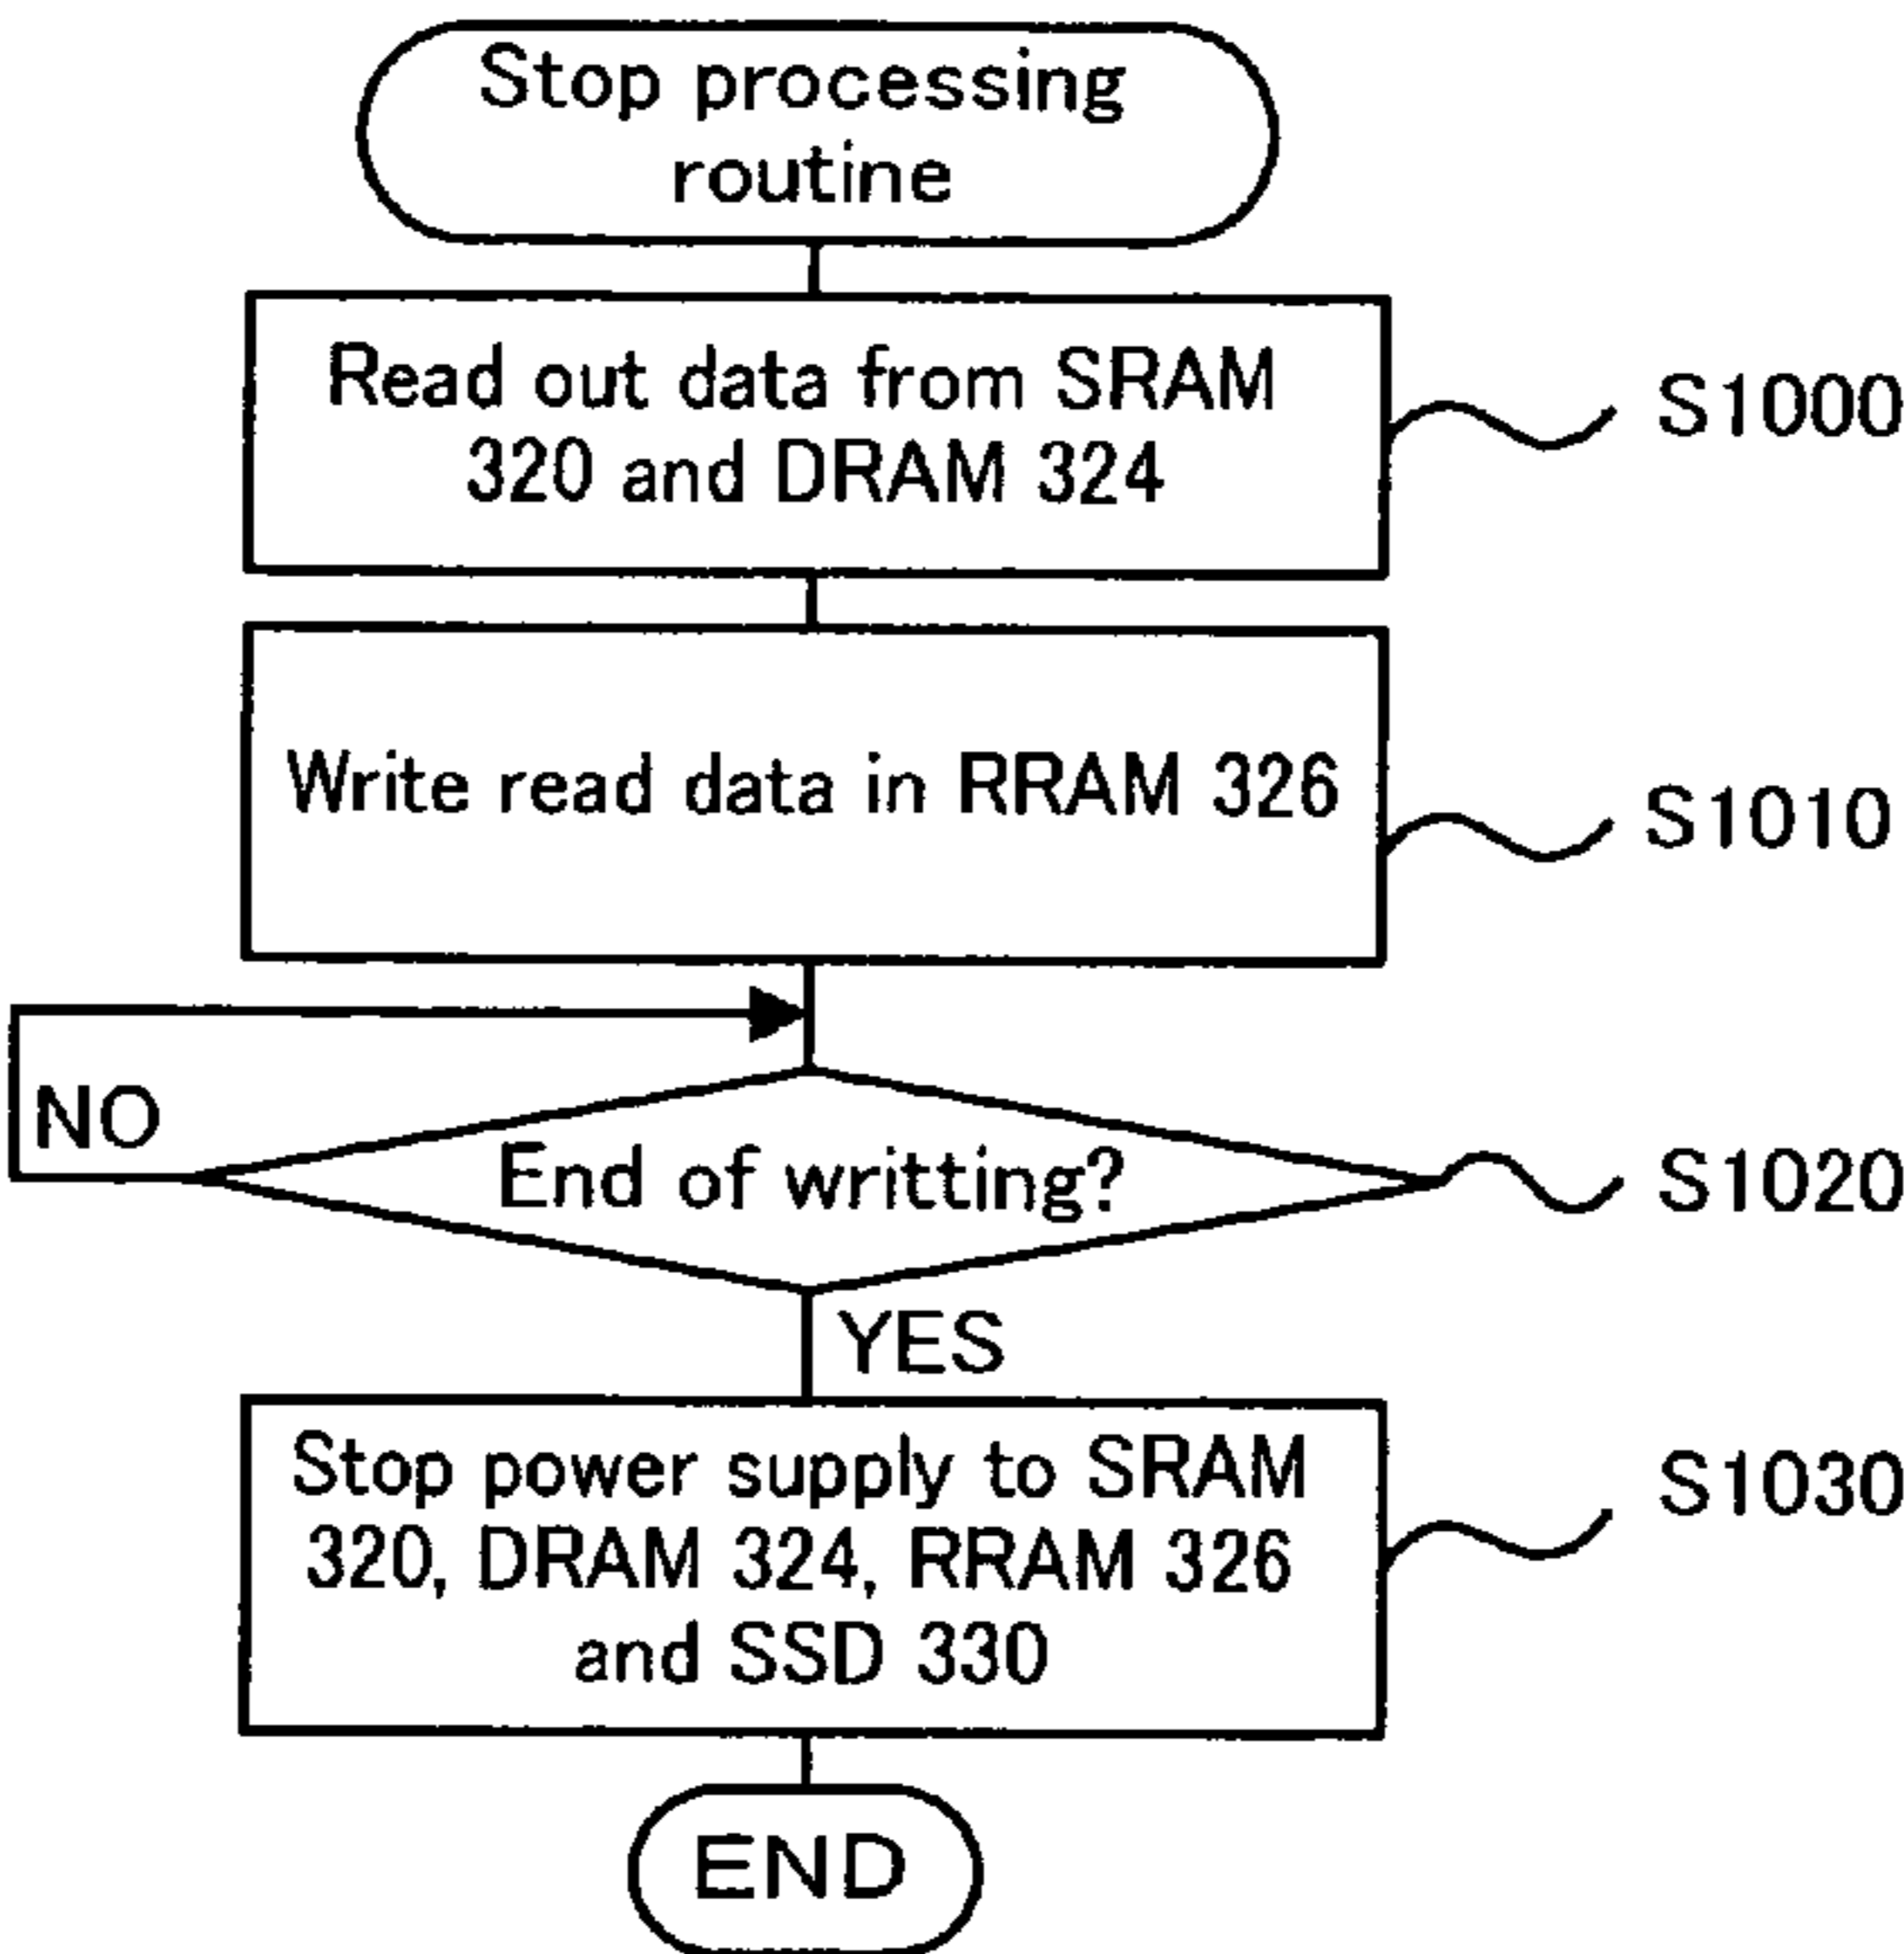 Stop processing
routine
Read out data from SRAM
320 and DRAM 324
S1000
Write read data in RRAM 326
S1010
NO
End of writting?
S1020
YES
Stop power supply to SRAM
320, DRAM 324, RRAM 326
and SSD 330
S1030
END